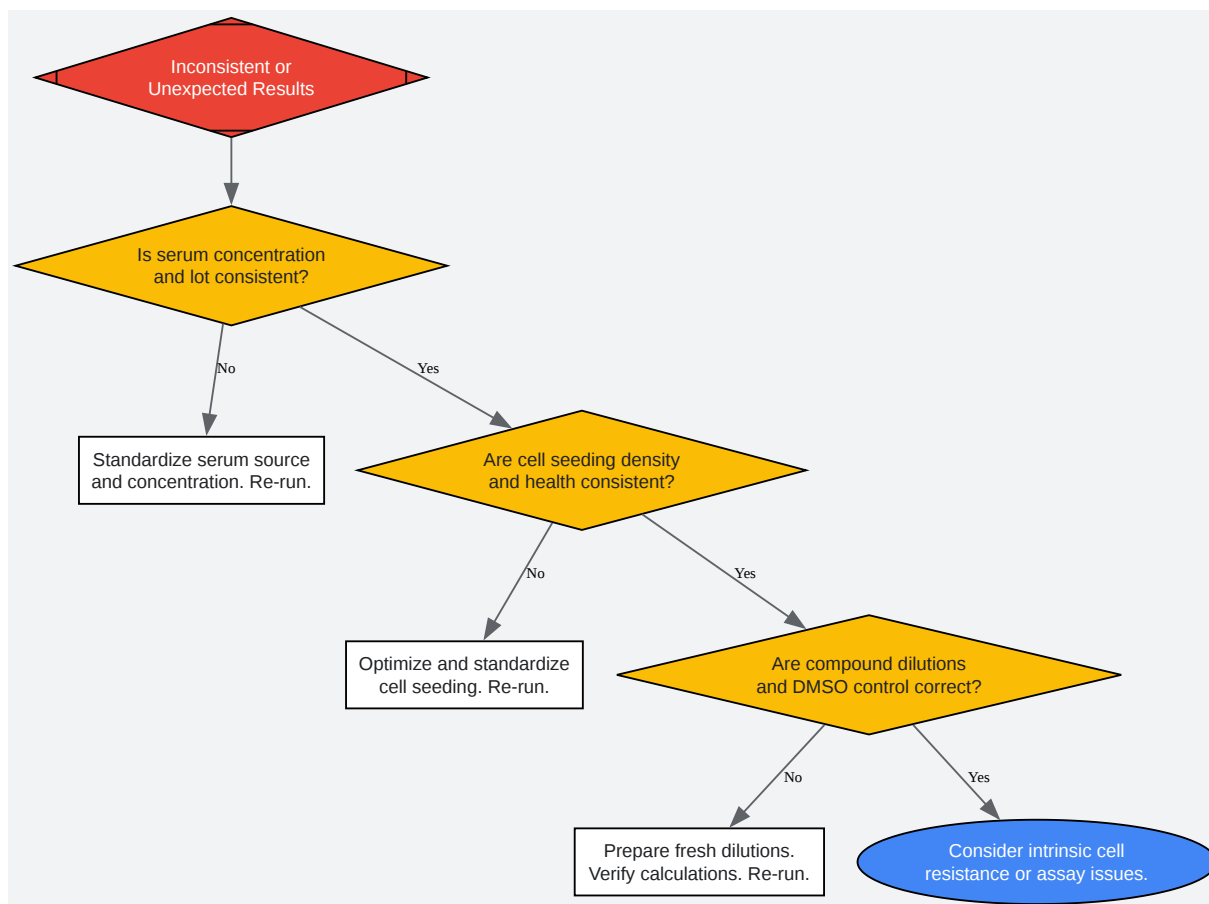 Inconsistent or
Unexpected Results
Is serum concentration
and lot consistent?
No
Yes
Standardize serum source
and concentration. Re-run.
Are cell seeding density
and health consistent?
No
Yes
Optimize and standardize
cell seeding. Re-run.
Are compound dilutions
and DMSO control correct?
No
Yes
Prepare fresh dilutions.
Verify calculations. Re-run.
Consider intrinsic cell
resistance or assay issues.